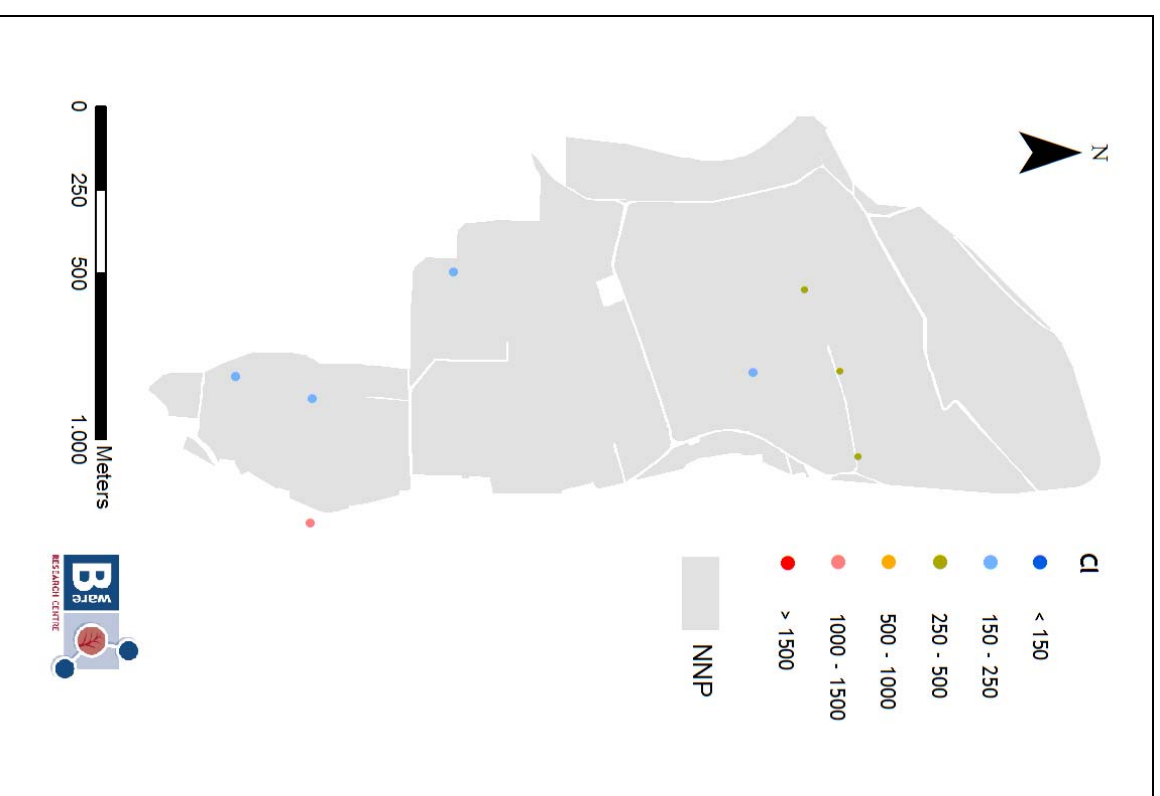 N
Cl
< 150
150 - 250
250 - 500
500 - 1000
1000 - 1500
> 1500
NNP
0 250 500 1.000
Meters
B ware
RESEARCH CENTRE